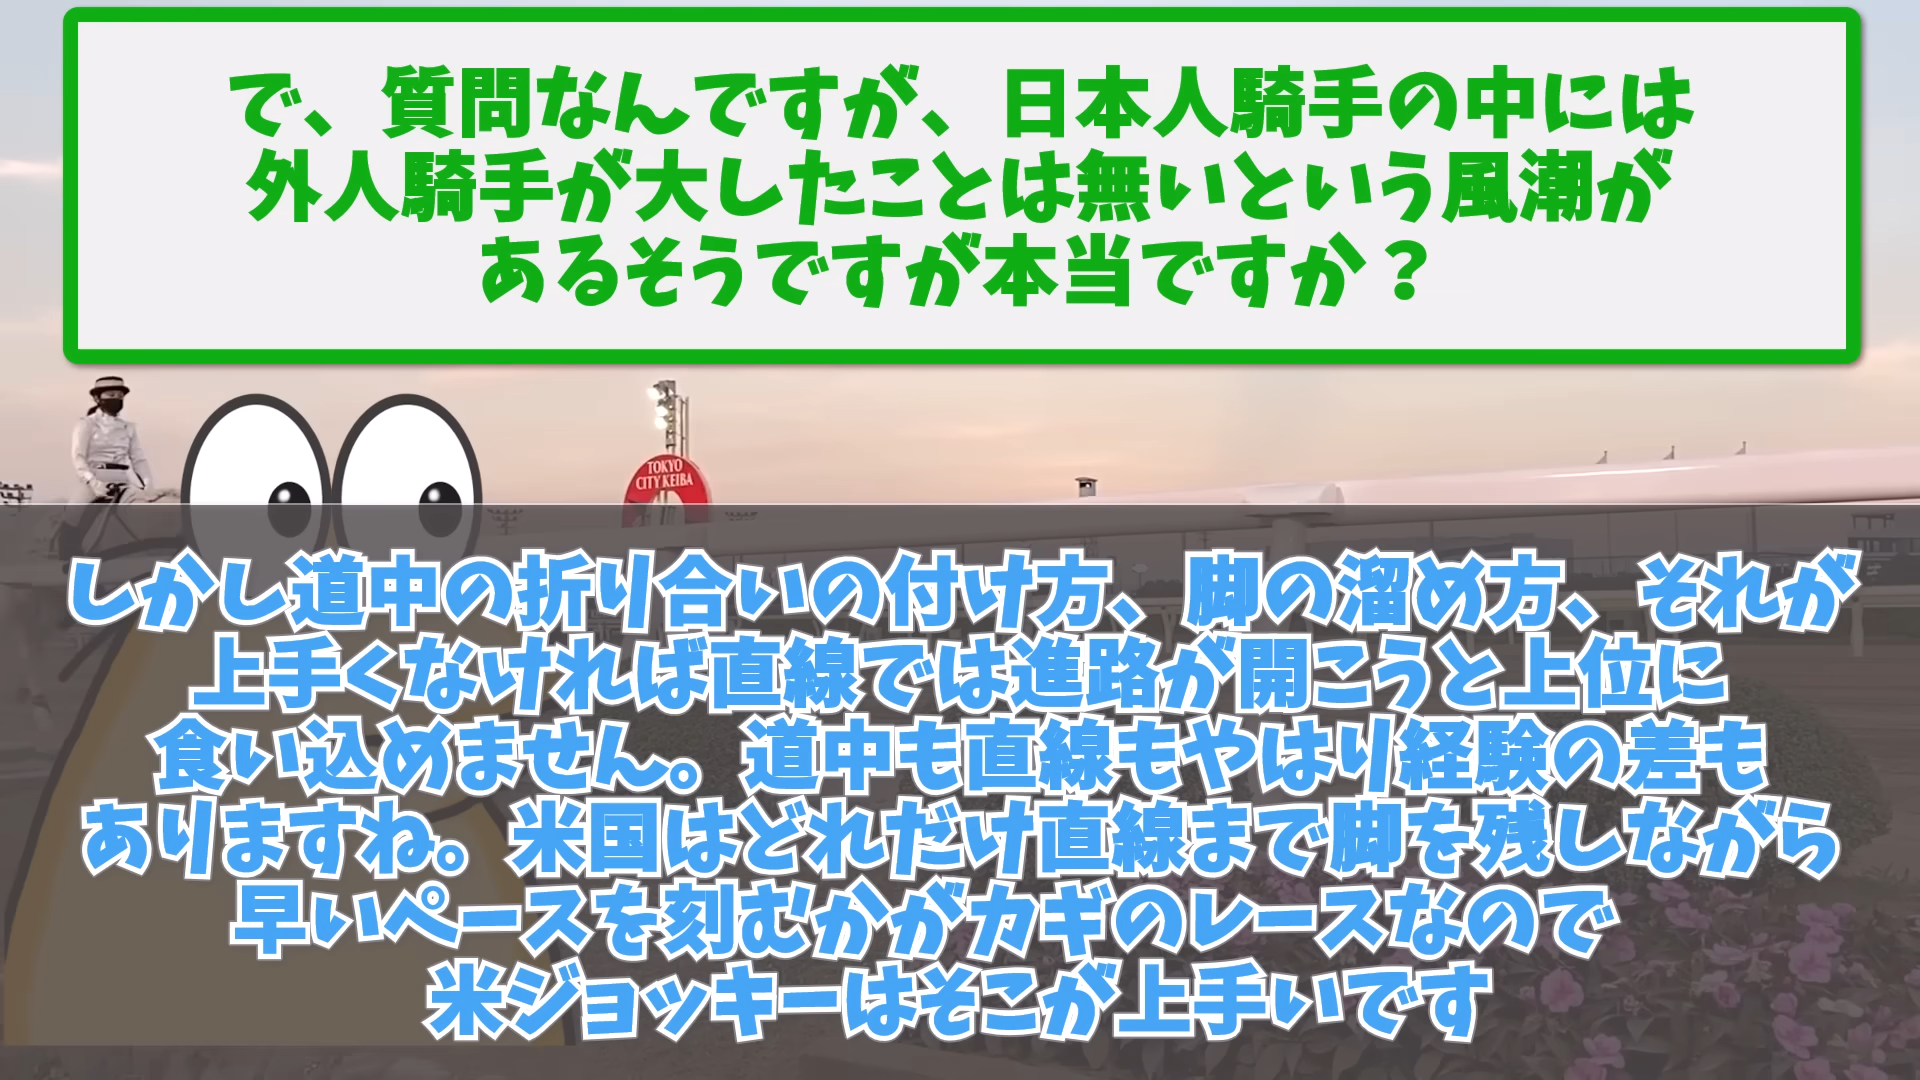 で、質問なんですが、日本人騎手の中には
外人騎手が大したことは無いという風潮が
あるそうですが本当ですか？
TOKYO
CITY KEIBA
しかし道中の折り合いの付け方、脚の溜め方、それが
上手くなければ直線では進路が開こうと上位に
食い込めません。道中も直線もやはり経験の差も
ありますね。米国はどれだけ直線まで脚を残しながら
早いペースを刻むかがカギのレースなので
米ジョッキーはそこが上手いです